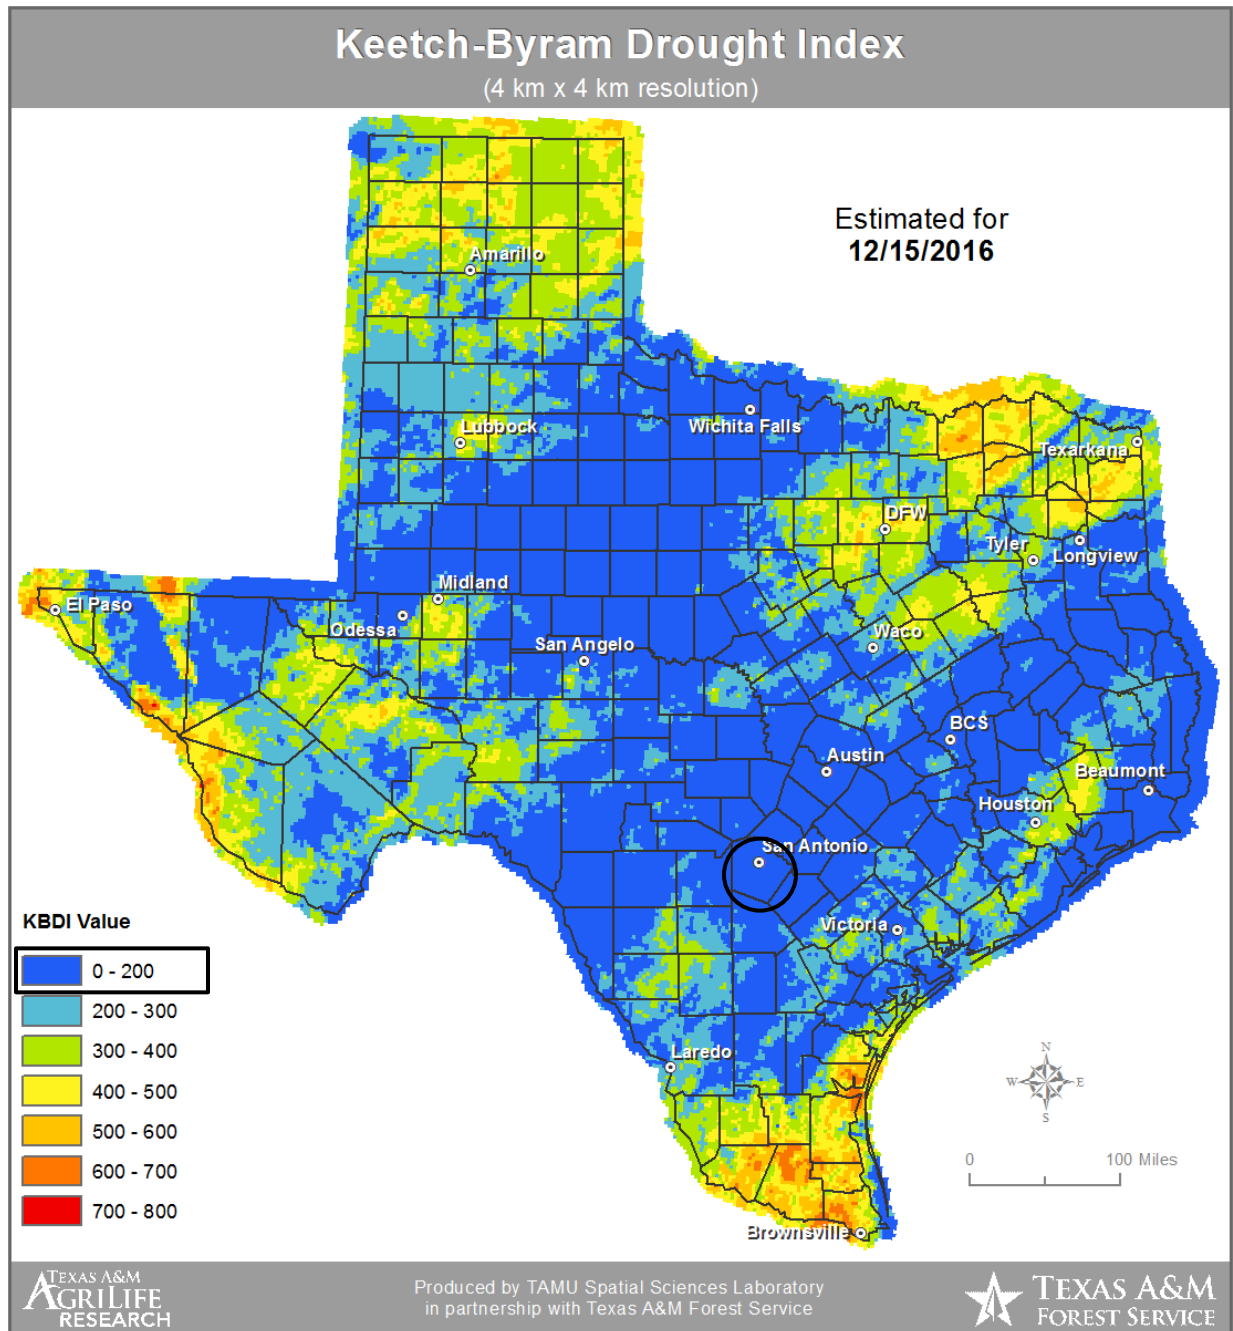 Keetch-Byram Drought Index
(4 km x 4 km resolution)
Estimated for
12/15/2016
Amarillo
Lubbock
Wichita Falls
Texarkana
DFW
Tyler
Longview
Midland
El Paso
Odessa
San Angelo
Waco
BCS
Austin
Beaumont
Houston
San Antonio
Victoria
Laredo
Brownsville
KBDI Value
0 - 200
200 - 300
300 - 400
400 - 500
500 - 600
600 - 700
700 - 800
N
W
E
S
0
100 Miles
TEXAS A&M
AGRILIFE
RESEARCH
Produced by TAMU Spatial Sciences Laboratory
in partnership with Texas A&M Forest Service
TEXAS A&M
FOREST SERVICE